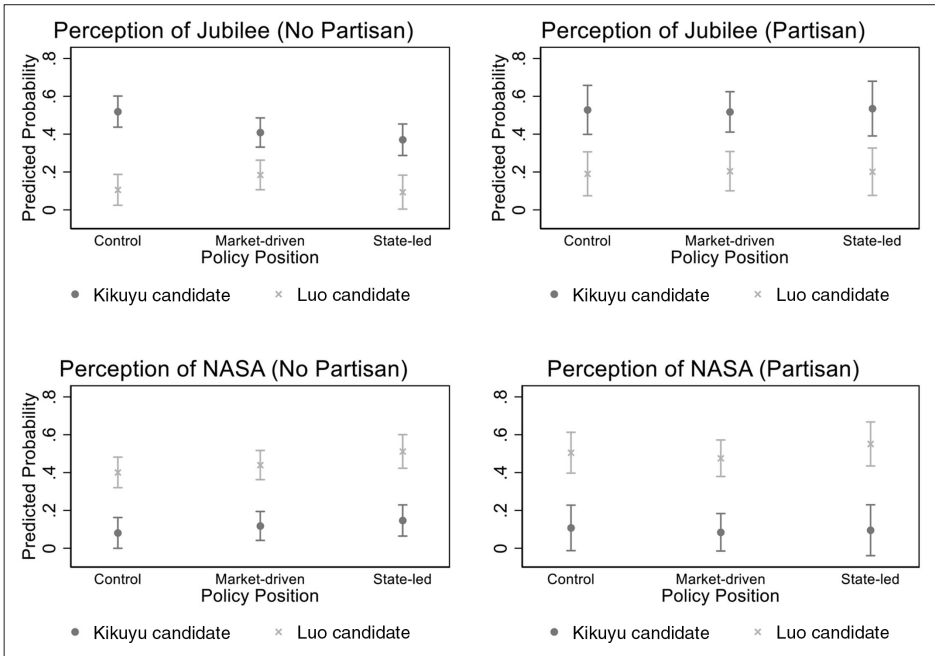 Perception of Jubilee (No Partisan)
Predicted Probability
.8
.6
.4
.2
0
Control Market-driven State-led
Policy Position
Kikuyu candidate Luo candidate
Perception of Jubilee (Partisan)
Predicted Probability
.8
.6
.4
.2
0
Control Market-driven State-led
Policy Position
Kikuyu candidate Luo candidate
Perception of NASA (No Partisan)
Predicted Probability
.8
.6
.4
.2
0
Control Market-driven State-led
Policy Position
Kikuyu candidate Luo candidate
Perception of NASA (Partisan)
.8
.6
.4
.2
0
Control Market-driven State-led
Policy Position
Kikuyu candidate Luo candidate